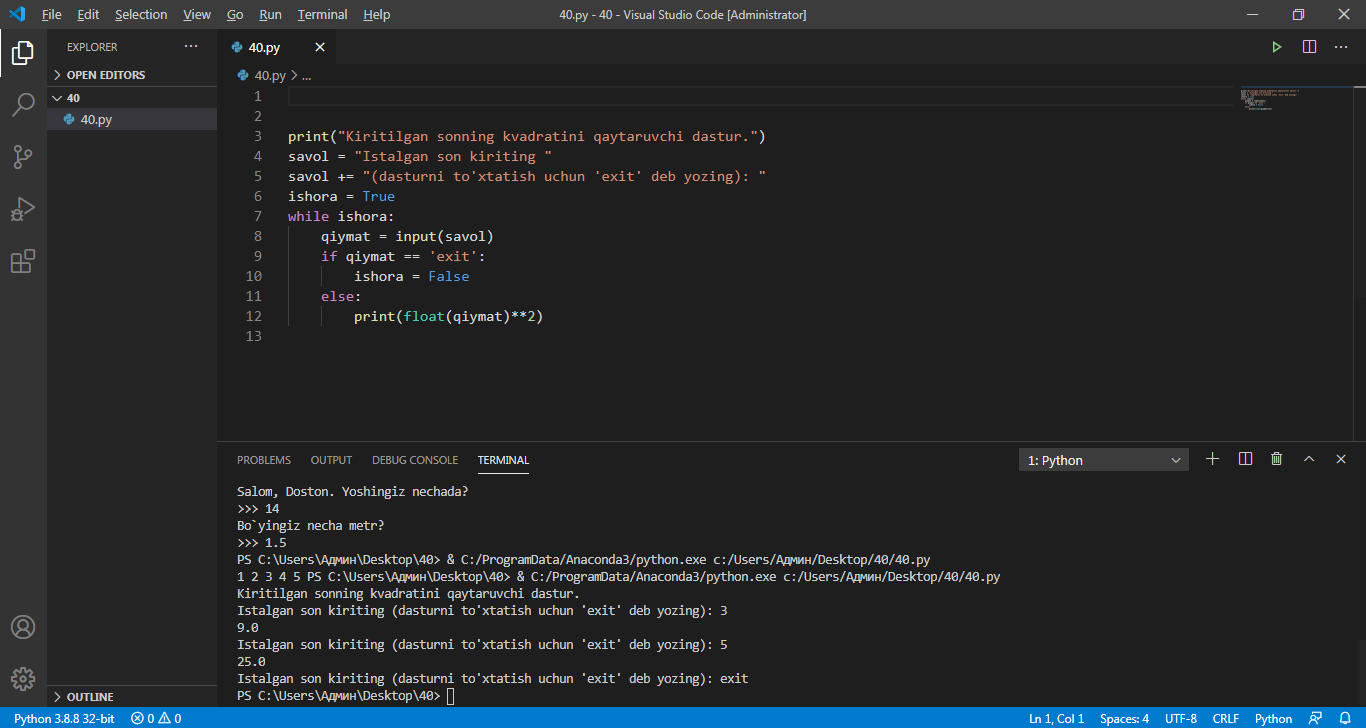 File Edit Selection View Go Run Terminal Help 40.py - 40 - Visual Studio Code [Administrator]
EXPLORER ···
OPEN EDITORS
40
40.py
40.py
40.py > ...
1
2
3 print("Kiritilgan sonning kvadratini qaytaruvchi dastur.")
4 savol = "Istalgan son kiriting "
5 savol += "(dasturni to'xtatish uchun 'exit' deb yozing): "
6 ishora = True
7 while ishora:
8 qiymat = input(savol)
9 if qiymat == 'exit':
10 ishora = False
11 else:
12 print(float(qiymat)**2)
13
PROBLEMS OUTPUT DEBUG CONSOLE TERMINAL 1: Python
Salom, Doston. Yoshingiz nechada?
>>> 14
Bo`yingiz necha metr?
>>> 1.5
PS C:\Users\Админ\Desktop\40> & C:/ProgramData/Anaconda3/python.exe c:/Users/Админ/Desktop/40/40.py
1 2 3 4 5 PS C:\Users\Админ\Desktop\40> & C:/ProgramData/Anaconda3/python.exe c:/Users/Админ/Desktop/40/40.py
Kiritilgan sonning kvadratini qaytaruvchi dastur.
Istalgan son kiriting (dasturni to'xtatish uchun 'exit' deb yozing): 3
9.0
Istalgan son kiriting (dasturni to'xtatish uchun 'exit' deb yozing): 5
25.0
Istalgan son kiriting (dasturni to'xtatish uchun 'exit' deb yozing): exit
PS C:\Users\Админ\Desktop\40>
OUTLINE
Python 3.8.8 32-bit 0 0 Ln 1, Col 1 Spaces: 4 UTF-8 CRLF Python